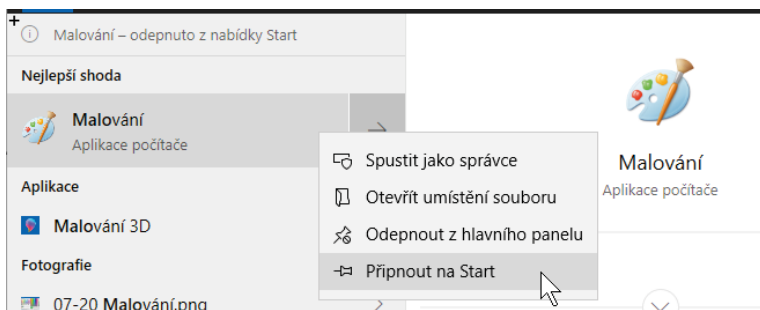 Malování – odepnuto z nabídky Start
Nejlepší shoda
Malování
Aplikace počítače
Aplikace
Malování 3D
Fotografie
07-20 Malování.png
Spustit jako správce
Otevřít umístění souboru
Odepnout z hlavního panelu
Připnout na Start
Malování
Aplikace počítače